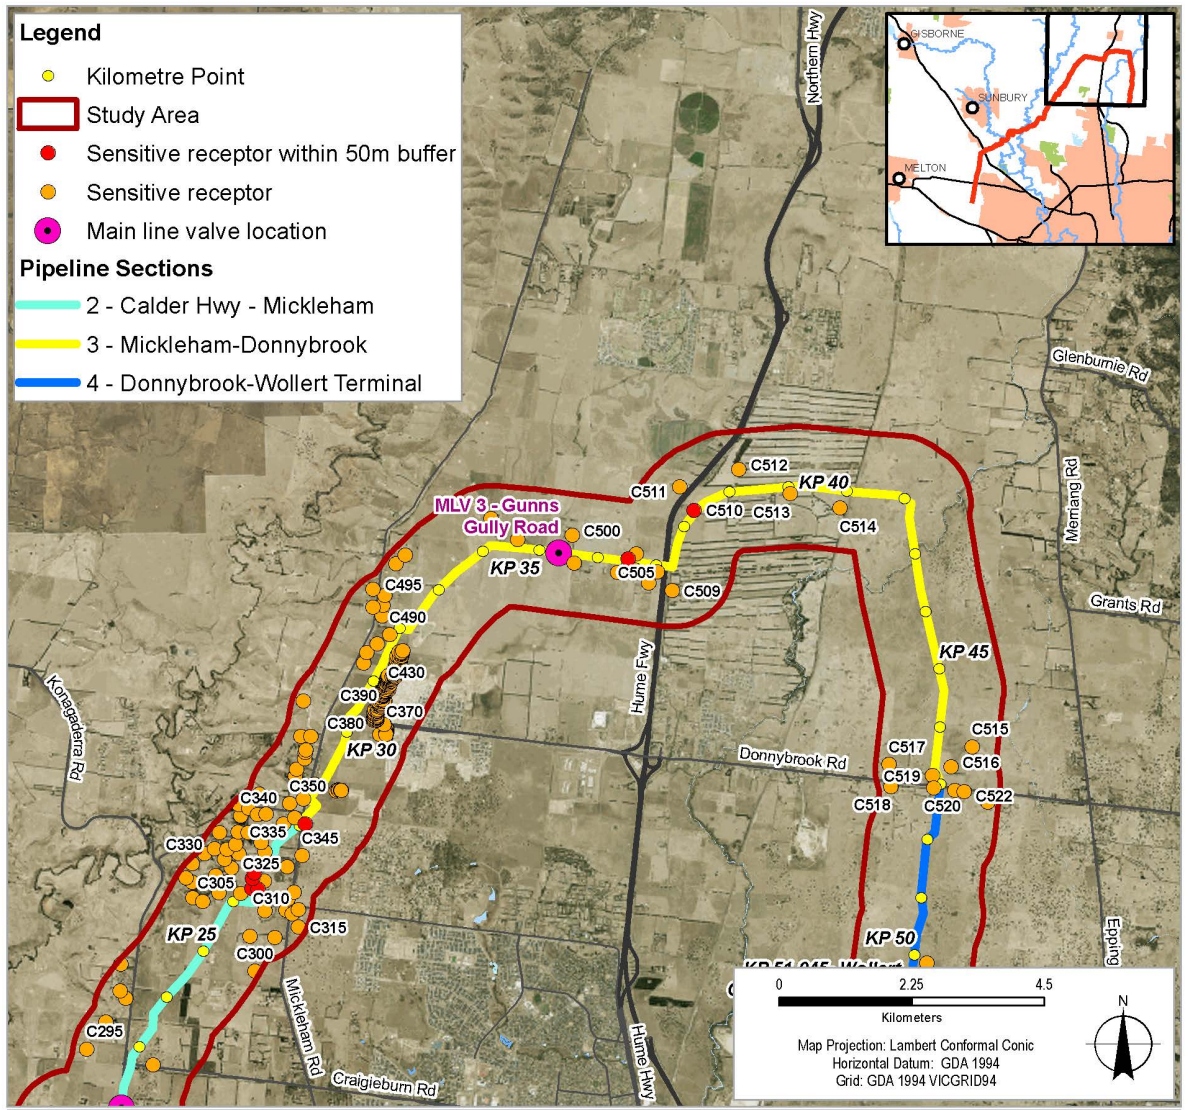 Legend
Kilometre Point
Study Area
Sensitive receptor within 50m buffer
Sensitive receptor
Main line valve location
Pipeline Sections
2 - Calder Hwy - Mickleham
3 - Mickleham-Donnybrook
4 - Donnybrook-Wollert Terminal
Northern Hwy
GISBORNE
SUNBURY
MELTON
Glenburnie Rd
Merriang Rd
Grants Rd
C512
C511
KP 40
C510
C513
C514
MLV 3 - Gunns
Gully Road
C500
KP 35
C505
C509
C495
C490
C430
C390
C370
C380
KP 30
KP 45
Hume Fwy
Konagaderra Rd
Donnybrook Rd
C515
C517
C516
C519
C518
C520
C522
C350
C340
C335
C345
C330
C325
C305
C310
C315
KP 25
C300
KP 50
Epping
KP 51.045 - Wollert
C295
Mickleham Rd
Craigieburn Rd
Hume Hwy
0
2.25
4.5
Kilometers
N
Map Projection: Lambert Conformal Conic
Horizontal Datum: GDA 1994
Grid: GDA 1994 VICGRID94